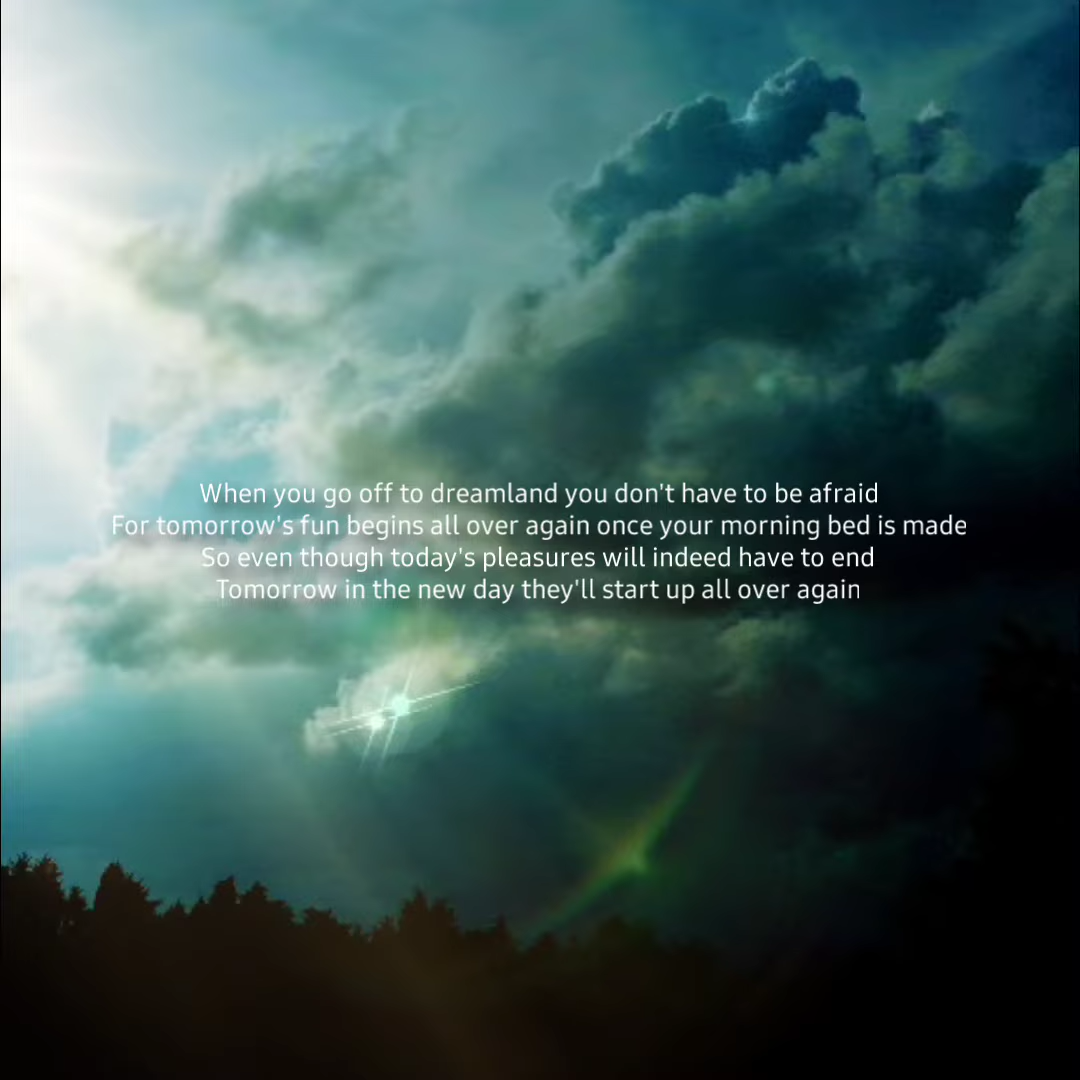 When you go off to dreamland you don't have to be afraid
For tomorrow's fun begins all over again once your morning bed is made
So even though today's pleasures will indeed have to end
Tomorrow in the new day they'll start up all over again